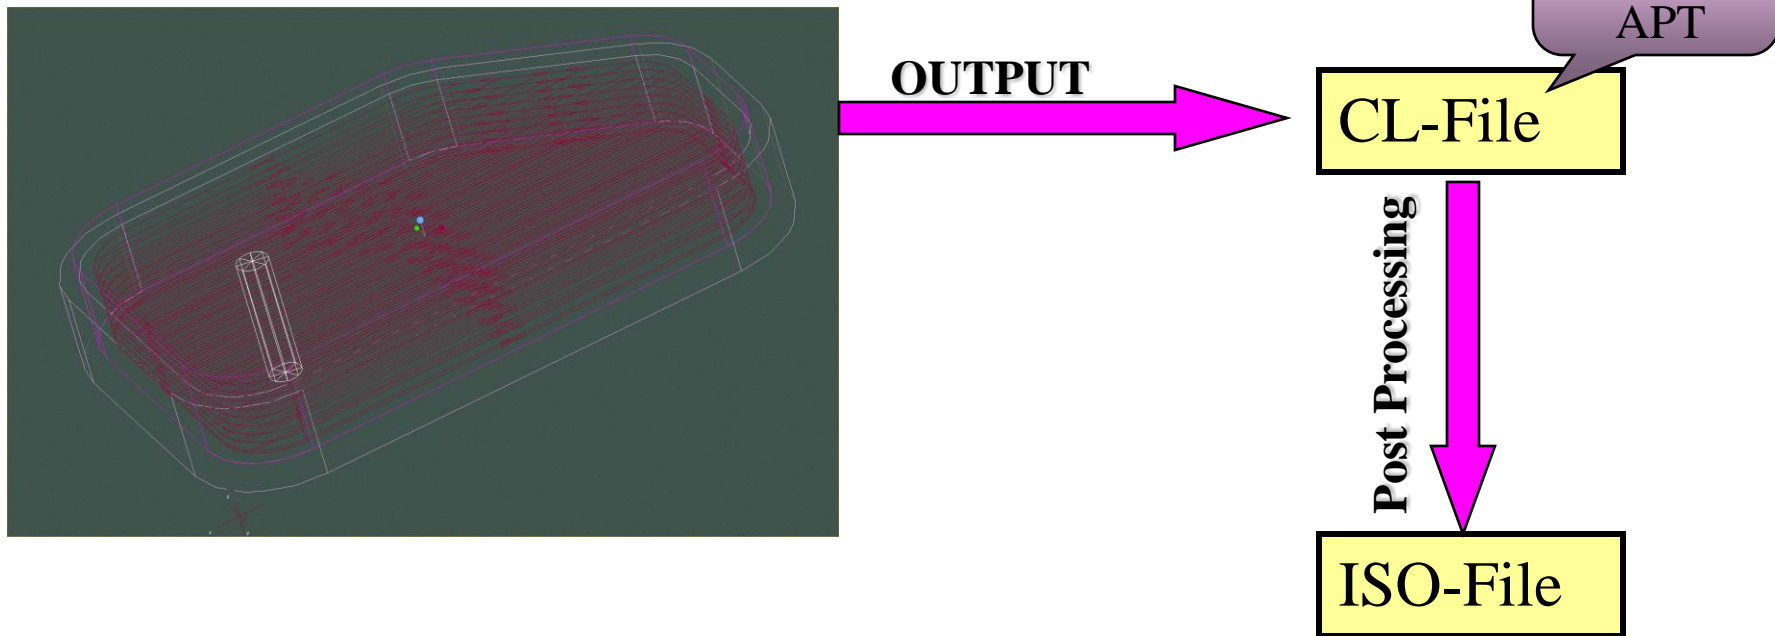 APT
OUTPUT
CL-File
Post Processing
ISO-File